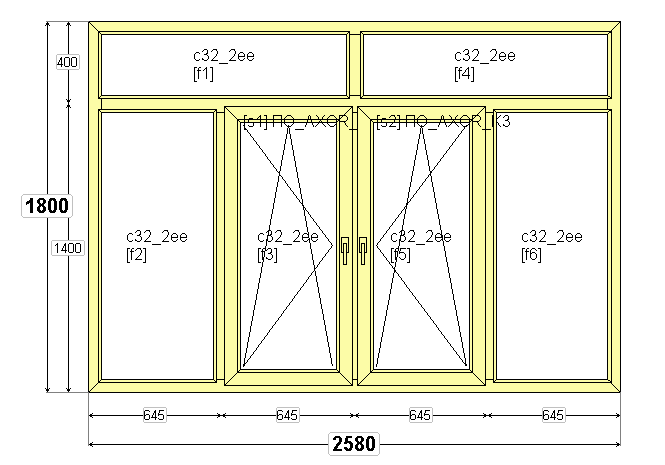 c32_2ee
[f1]
c32_2ee
[f4]
400
[s1] ПО_AXOR_
[s2] ПО_AXOR_K3
1800
1400
c32_2ee
[f2]
c32_2ee
[f3]
c32_2ee
[f5]
c32_2ee
[f6]
645
645
645
645
2580